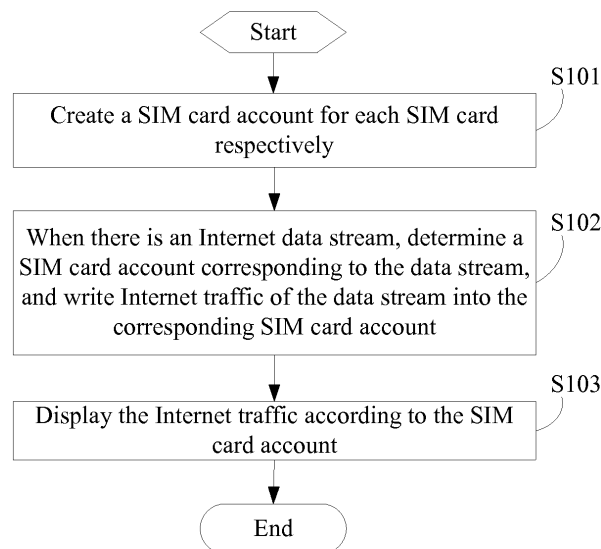 Start
S101
Create a SIM card account for each SIM card
respectively
S102
When there is an Internet data stream, determine a
SIM card account corresponding to the data stream,
and write Internet traffic of the data stream into the
corresponding SIM card account
S103
Display the Internet traffic according to the SIM
card account
End